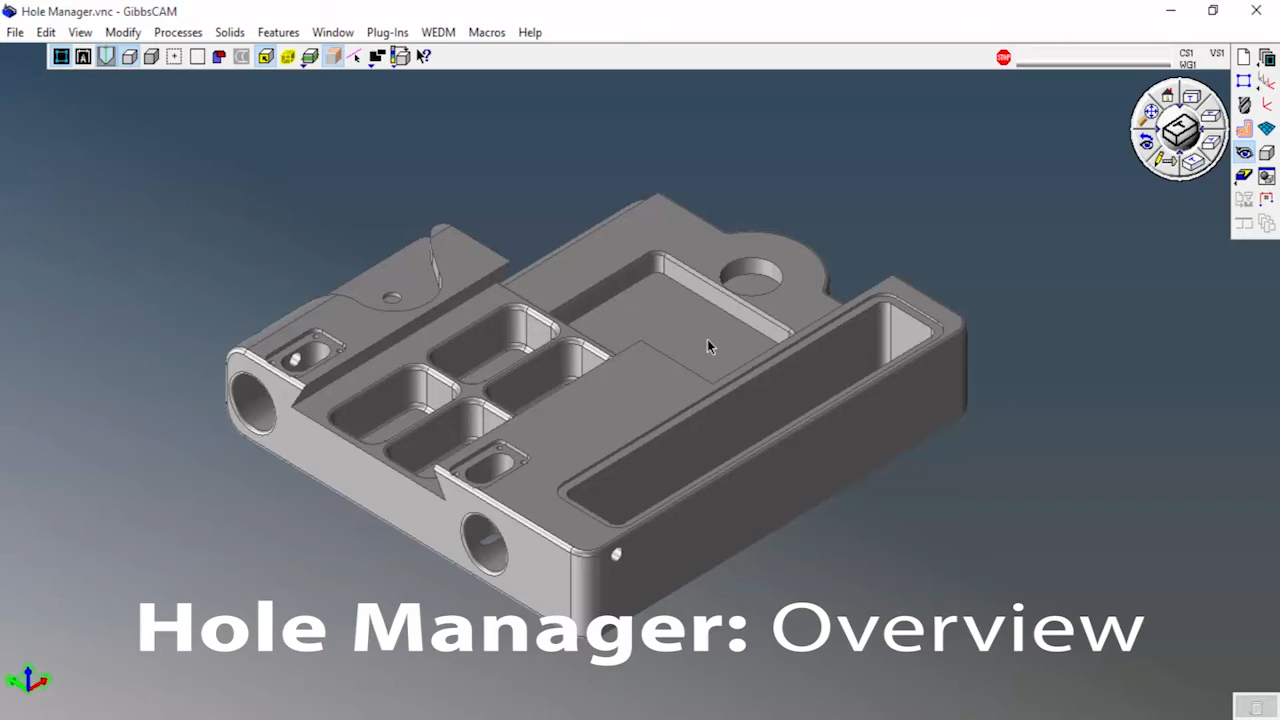 Hole Manager.vnc - GibbsCAM
File Edit View Modify Processes Solids Features Window Plug-Ins WEDM Macros Help
CS1 VS1
WG1
STOP
Hole Manager: Overview